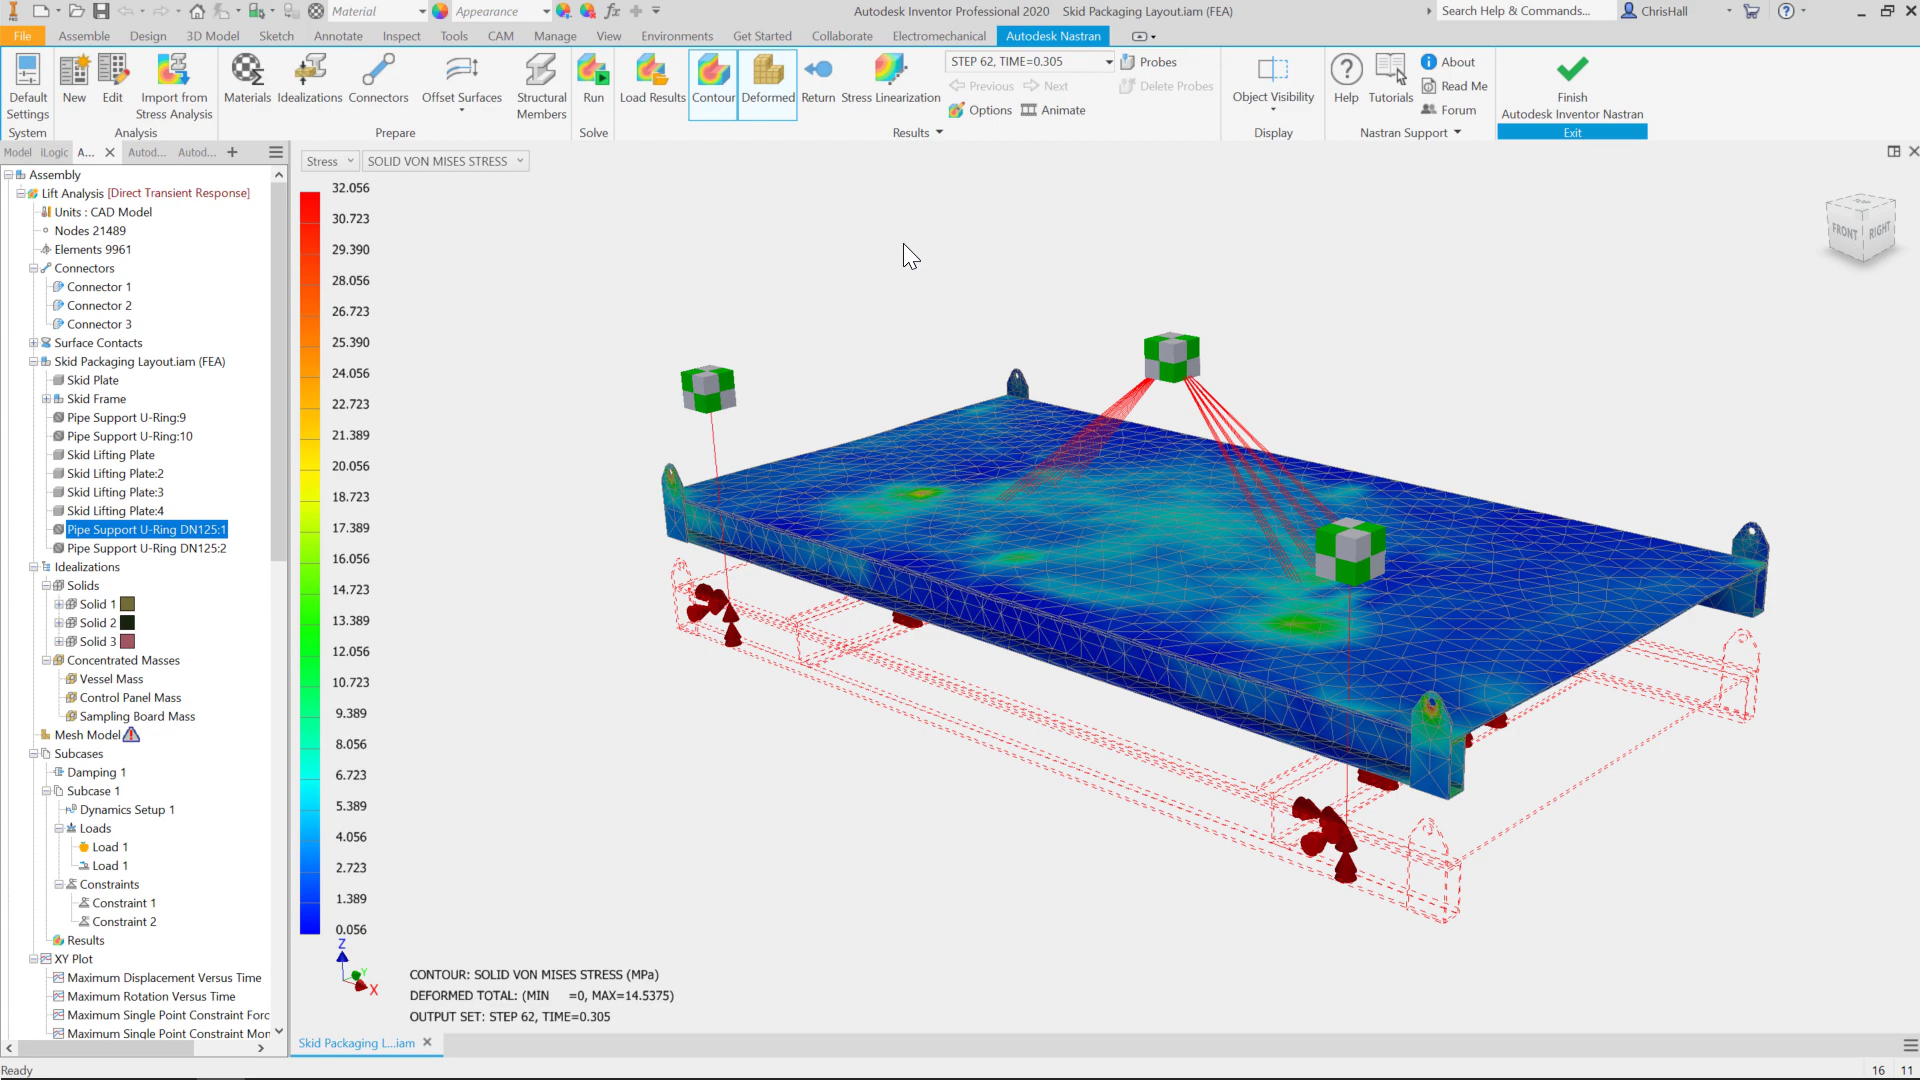 Material
Appearance
fx
Autodesk Inventor Professional 2020 Skid Packaging Layout.iam (FEA)
Search Help & Commands...
ChrisHall
File Assemble Design 3D Model Sketch Annotate Inspect Tools CAM Manage View Environments Get Started Collaborate Electromechanical Autodesk Nastran
Default Settings
System
New
Edit
Import from Stress Analysis
Analysis
Materials
Idealizations
Connectors
Offset Surfaces
Structural Members
Prepare
Run
Solve
Load Results
Contour
Deformed
Return
Stress Linearization
STEP 62, TIME=0.305
Previous Next
Options Animate
Probes
Delete Probes
Results
Object Visibility
Display
Help
Tutorials
About
Read Me
Forum
Nastran Support
Finish
Autodesk Inventor Nastran
Exit
Model iLogic A... Autod... Autod...
Assembly
Lift Analysis [Direct Transient Response]
Units : CAD Model
Nodes 21489
Elements 9961
Connectors
Connector 1
Connector 2
Connector 3
Surface Contacts
Skid Packaging Layout.iam (FEA)
Skid Plate
Skid Frame
Pipe Support U-Ring:9
Pipe Support U-Ring:10
Skid Lifting Plate
Skid Lifting Plate:2
Skid Lifting Plate:3
Skid Lifting Plate:4
Pipe Support U-Ring DN125:1
Pipe Support U-Ring DN125:2
Idealizations
Solids
Solid 1
Solid 2
Solid 3
Concentrated Masses
Vessel Mass
Control Panel Mass
Sampling Board Mass
Mesh Model
Subcases
Damping 1
Subcase 1
Dynamics Setup 1
Loads
Load 1
Load 1
Constraints
Constraint 1
Constraint 2
Results
XY Plot
Maximum Displacement Versus Time
Maximum Rotation Versus Time
Maximum Single Point Constraint Forc
Maximum Single Point Constraint Mon
Stress
SOLID VON MISES STRESS
32.056
30.723
29.390
28.056
26.723
25.390
24.056
22.723
21.389
20.056
18.723
17.389
16.056
14.723
13.389
12.056
10.723
9.389
8.056
6.723
5.389
4.056
2.723
1.389
0.056
Z
Y
X
FRONT
RIGHT
CONTOUR: SOLID VON MISES STRESS (MPa)
DEFORMED TOTAL: (MIN =0, MAX=14.5375)
OUTPUT SET: STEP 62, TIME=0.305
Skid Packaging L...iam
Ready
16 11